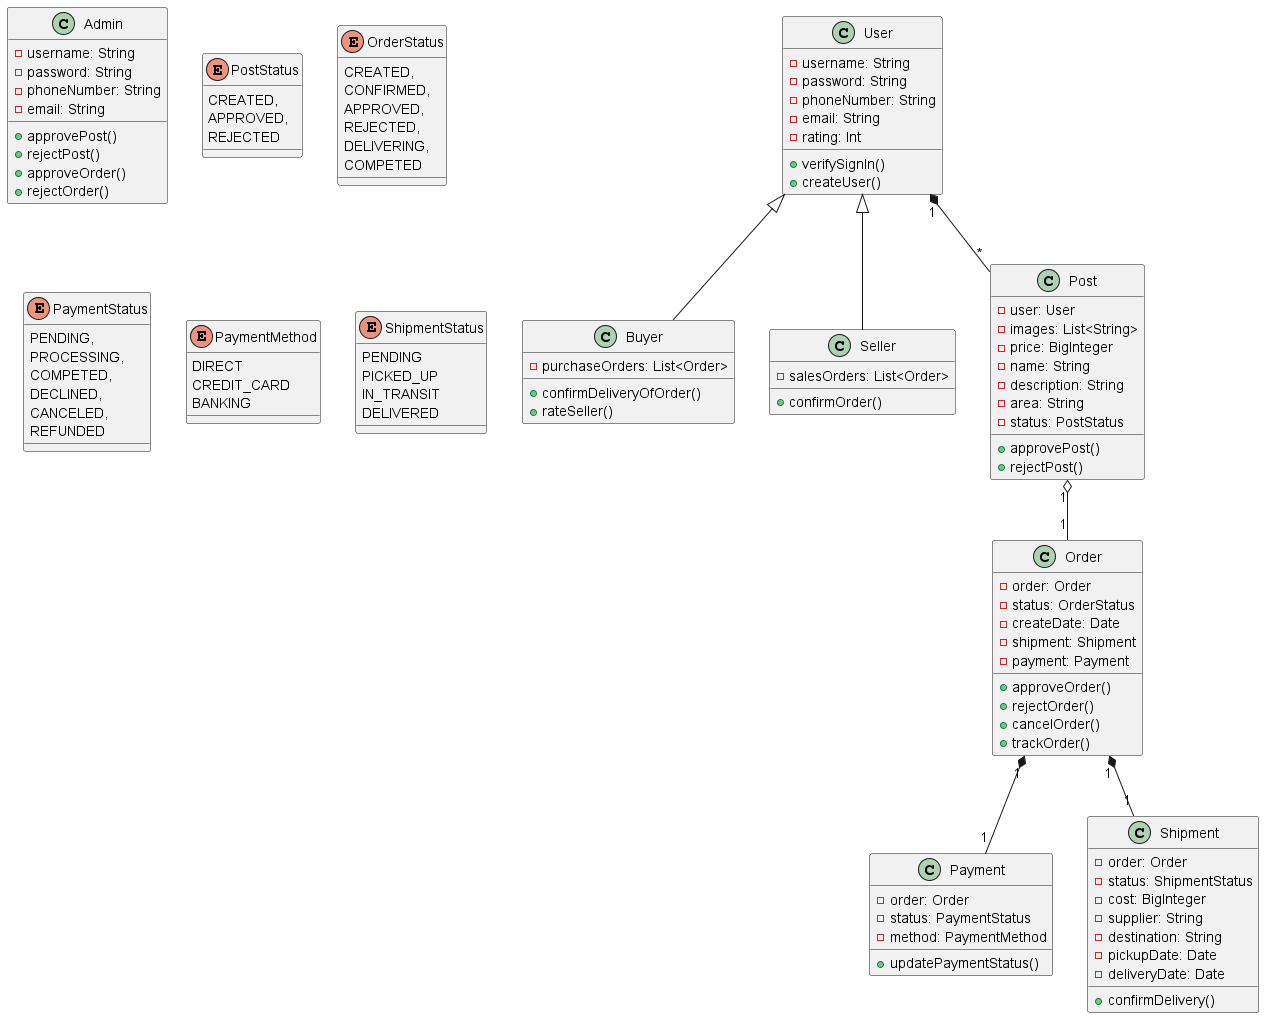 C Admin
username: String
password: String
phoneNumber: String
email: String
approvePost()
rejectPost()
approveOrder()
rejectOrder()
E PostStatus
CREATED,
APPROVED,
REJECTED
E OrderStatus
CREATED,
CONFIRMED,
APPROVED,
REJECTED,
DELIVERING,
COMPETED
C User
username: String
password: String
phoneNumber: String
email: String
rating: Int
verifySignIn()
createUser()
1
*
E PaymentStatus
PENDING,
PROCESSING,
COMPETED,
DECLINED,
CANCELED,
REFUNDED
E PaymentMethod
DIRECT
CREDIT_CARD
BANKING
E ShipmentStatus
PENDING
PICKED_UP
IN_TRANSIT
DELIVERED
C Buyer
purchaseOrders: List<Order>
confirmDeliveryOfOrder()
rateSeller()
C Seller
salesOrders: List<Order>
confirmOrder()
C Post
user: User
images: List<String>
price: BigInteger
name: String
description: String
area: String
status: PostStatus
approvePost()
rejectPost()
1
1
C Order
order: Order
status: OrderStatus
createDate: Date
shipment: Shipment
payment: Payment
approveOrder()
rejectOrder()
cancelOrder()
trackOrder()
1
1
1
1
C Payment
order: Order
status: PaymentStatus
method: PaymentMethod
updatePaymentStatus()
C Shipment
order: Order
status: ShipmentStatus
cost: BigInteger
supplier: String
destination: String
pickupDate: Date
deliveryDate: Date
confirmDelivery()